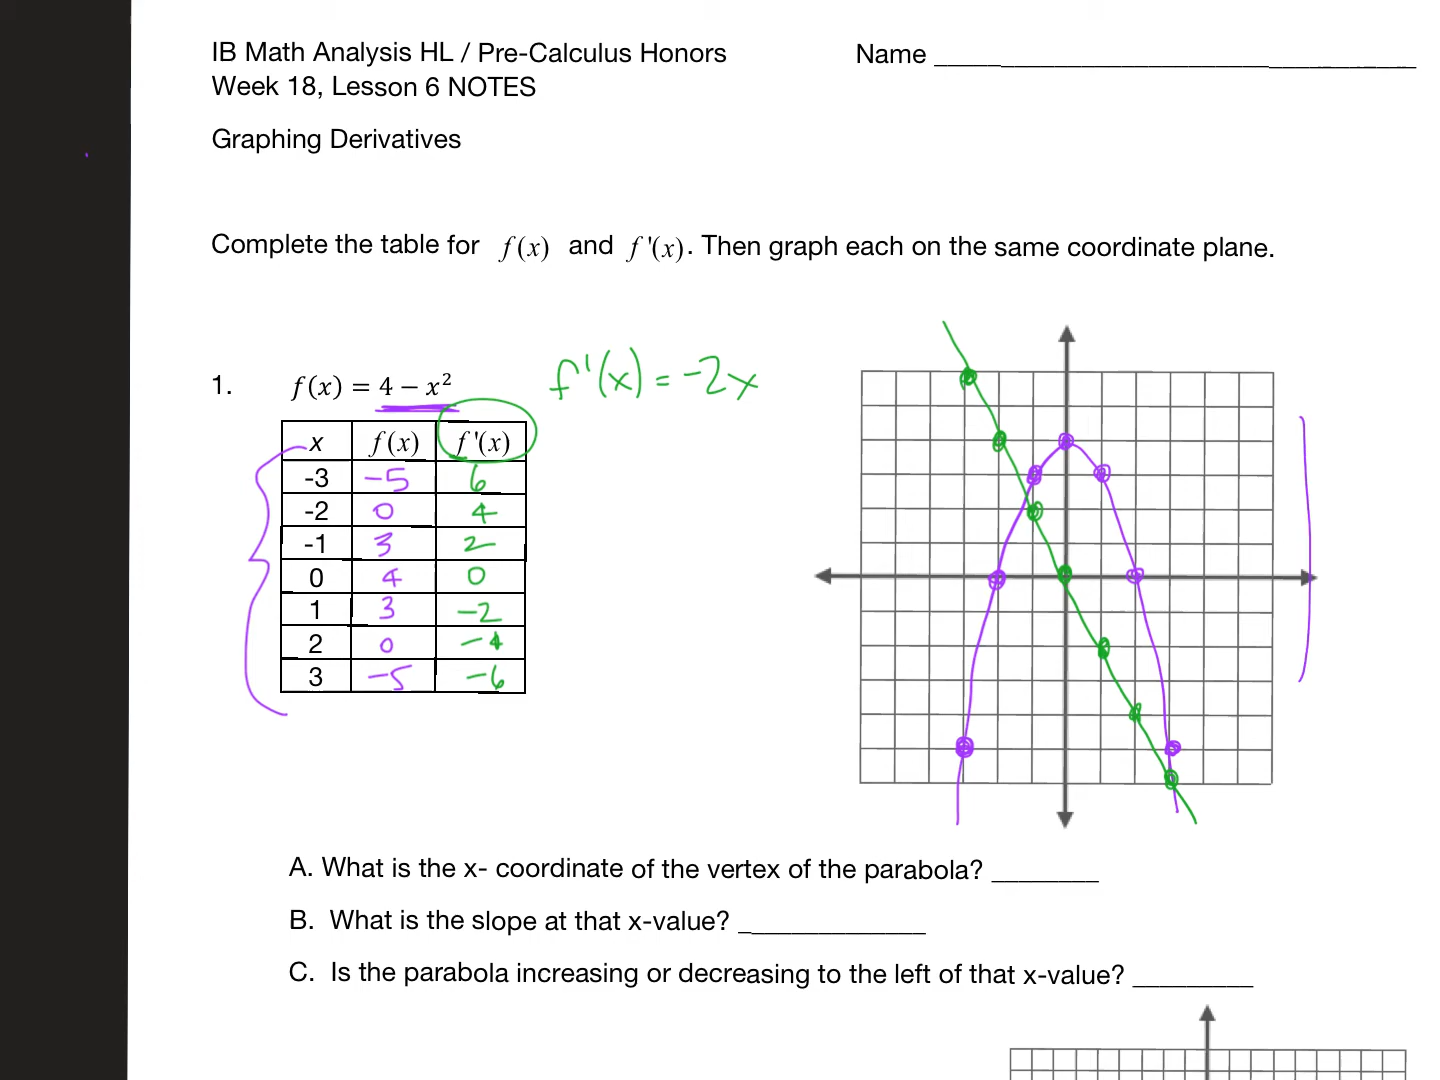 IB Math Analysis HL / Pre-Calculus Honors
Name ____________________
Week 18, Lesson 6 NOTES
Graphing Derivatives
Complete the table for f(x) and f'(x). Then graph each on the same coordinate plane.
1. f(x) = 4 − x²
f'(x) = -2x
x f(x) f'(x)
-3 -5 6
-2 0 4
-1 3 2
0 4 0
1 3 -2
2 0 -4
3 -5 -6
A. What is the x- coordinate of the vertex of the parabola? ________
B. What is the slope at that x-value? ______________
C. Is the parabola increasing or decreasing to the left of that x-value? _________